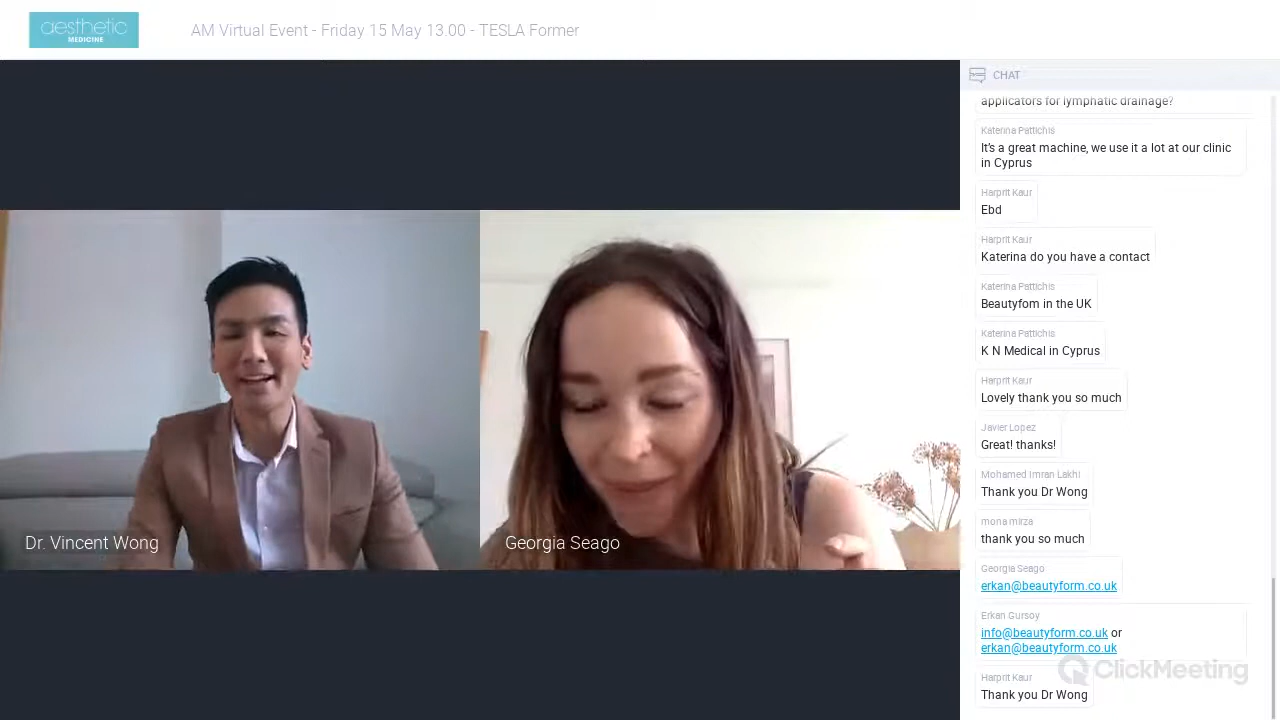 aesthetic
MEDICINE
AM Virtual Event - Friday 15 May 13.00 - TESLA Former
Dr. Vincent Wong
Georgia Seago
CHAT
applicators for lymphatic drainage?
Katerina Pattichis
It's a great machine, we use it a lot at our clinic
in Cyprus
Harprit Kaur
Ebd
Harprit Kaur
Katerina do you have a contact
Katerina Pattichis
Beautyfom in the UK
Katerina Pattichis
K N Medical in Cyprus
Harprit Kaur
Lovely thank you so much
Javier Lopez
Great! thanks!
Mohamed Imran Lakhi
Thank you Dr Wong
mona mirza
thank you so much
Georgia Seago
erkan@beautyform.co.uk
Erkan Gursoy
info@beautyform.co.uk or
erkan@beautyform.co.uk
ClickMeeting
Harprit Kaur
Thank you Dr Wong